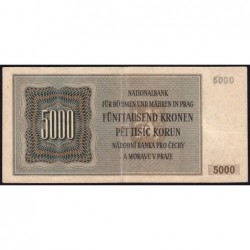 5000
NATIONALBANK
FÜR BÖHMEN UND MÄHREN IN PRAG
FÜNFTAUSEND KRONEN
PĚT TISÍC KORUN
NÁRODNÍ BANKA PRO ČECHY
A MORAVU V PRAZE
5000
5000